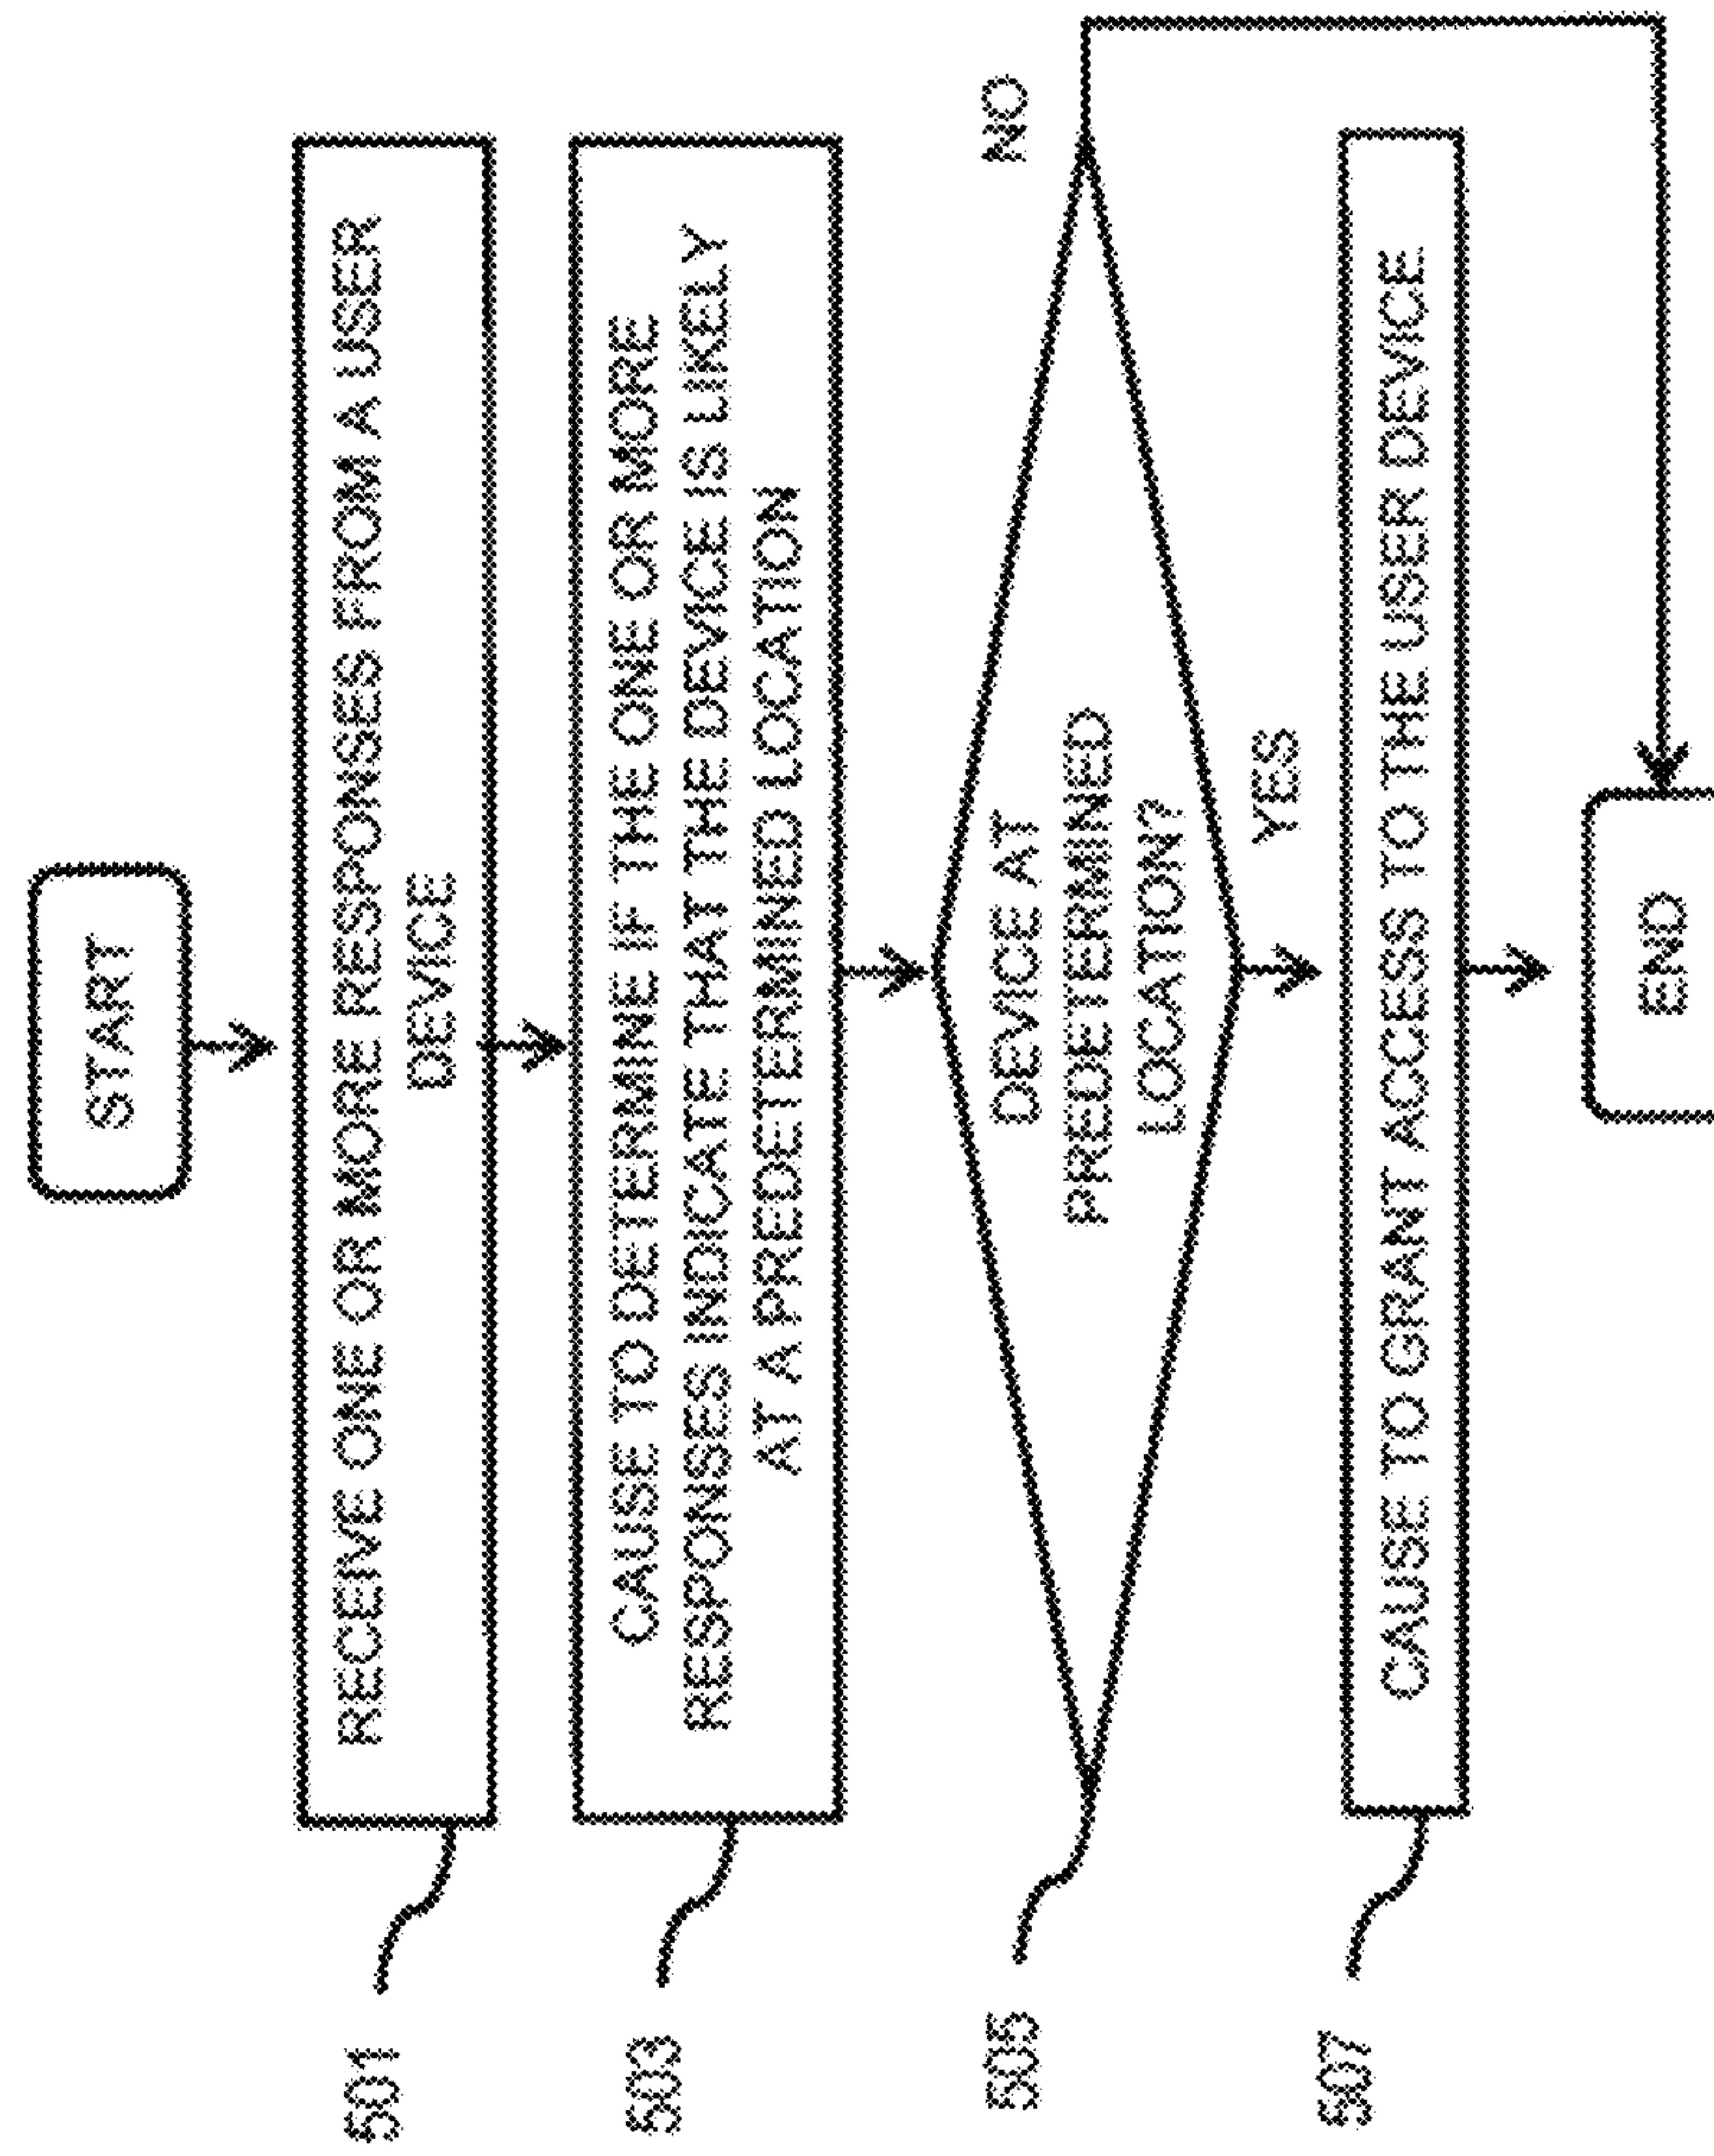 START
RECEIVE ONE OR MORE RESPONSES FROM A USER
DEVICE
501
CAUSE TO DETERMINE IF THE ONE OR MORE
RESPONSES INDICATE THAT THE DEVICE IS LIKELY
AT A PREDETERMINED LOCATION
503
DEVICE AT
PREDETERMINED
LOCATION?
505
NO
YES
CAUSE TO GRANT ACCESS TO THE USER DEVICE
507
END